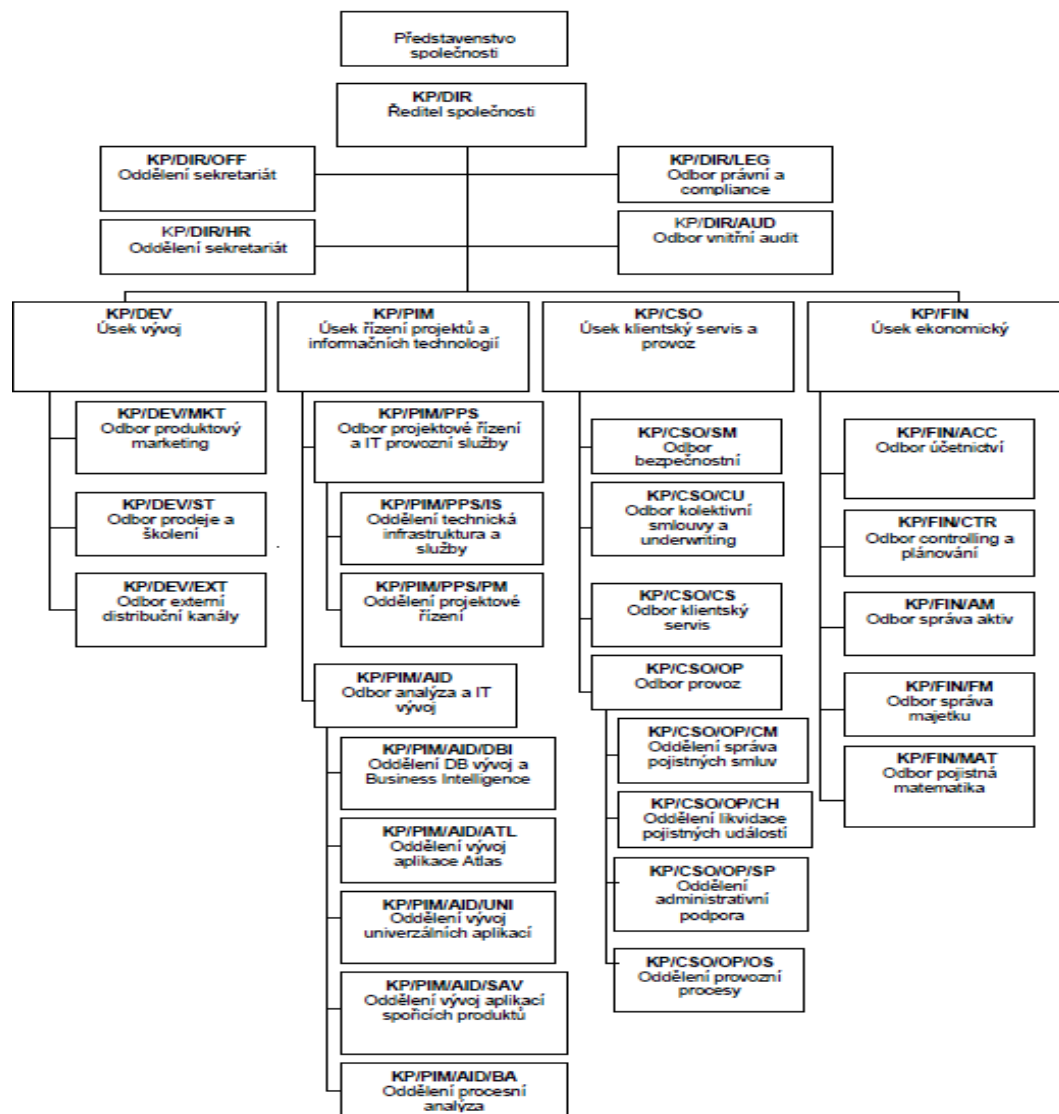 Představenstvo
společnosti
KP/DIR
Ředitel společnosti
KP/DIR/OFF
Oddělení sekretariát
KP/DIR/LEG
Odbor právní a
compliance
KP/DIR/HR
Oddělení sekretariát
KP/DIR/AUD
Odbor vnitřní audit
KP/DEV
Úsek vývoj
KP/DEV/MKT
Odbor produktový
marketing
KP/DEV/ST
Odbor prodeje a
školení
KP/DEV/EXT
Odbor externí
distribuční kanály
KP/PIM
Úsek řízení projektů a
informačních technologií
KP/PIM/PPS
Odbor projektové řízení
a IT provozní služby
KP/PIM/PPS/IS
Oddělení technická
infrastruktura a
služby
KP/PIM/PPS/PM
Oddělení projektové
řízení
KP/PIM/AID
Odbor analýza a IT
vývoj
KP/PIM/AID/DBI
Oddělení DB vývoj a
Business Intelligence
KP/PIM/AID/ATL
Oddělení vývoj
aplikace Atlas
KP/PIM/AID/UNI
Oddělení vývoj
univerzálních aplikací
KP/PIM/AID/SAV
Oddělení vývoj aplikací
spořicích produktů
KP/PIM/AID/BA
Oddělení procesní
analýza
KP/CSO
Úsek klientský servis a
provoz
KP/CSO/SM
Odbor
bezpečnostní
KP/CSO/CU
Odbor kolektivní
smlouvy a
underwriting
KP/CSO/CS
Odbor klientský
servis
KP/CSO/OP
Odbor provoz
KP/CSO/OP/CM
Oddělení správa
pojistných smluv
KP/CSO/OP/CH
Oddělení likvidace
pojistných událostí
KP/CSO/OP/SP
Oddělení
administrativní
podpora
KP/CSO/OP/OS
Oddělení provozní
procesy
KP/FIN
Úsek ekonomický
KP/FIN/ACC
Odbor účetnictví
KP/FIN/CTR
Odbor controlling a
plánování
KP/FIN/AM
Odbor správa aktiv
KP/FIN/FM
Odbor správa
majetku
KP/FIN/MAT
Odbor pojistná
matematika